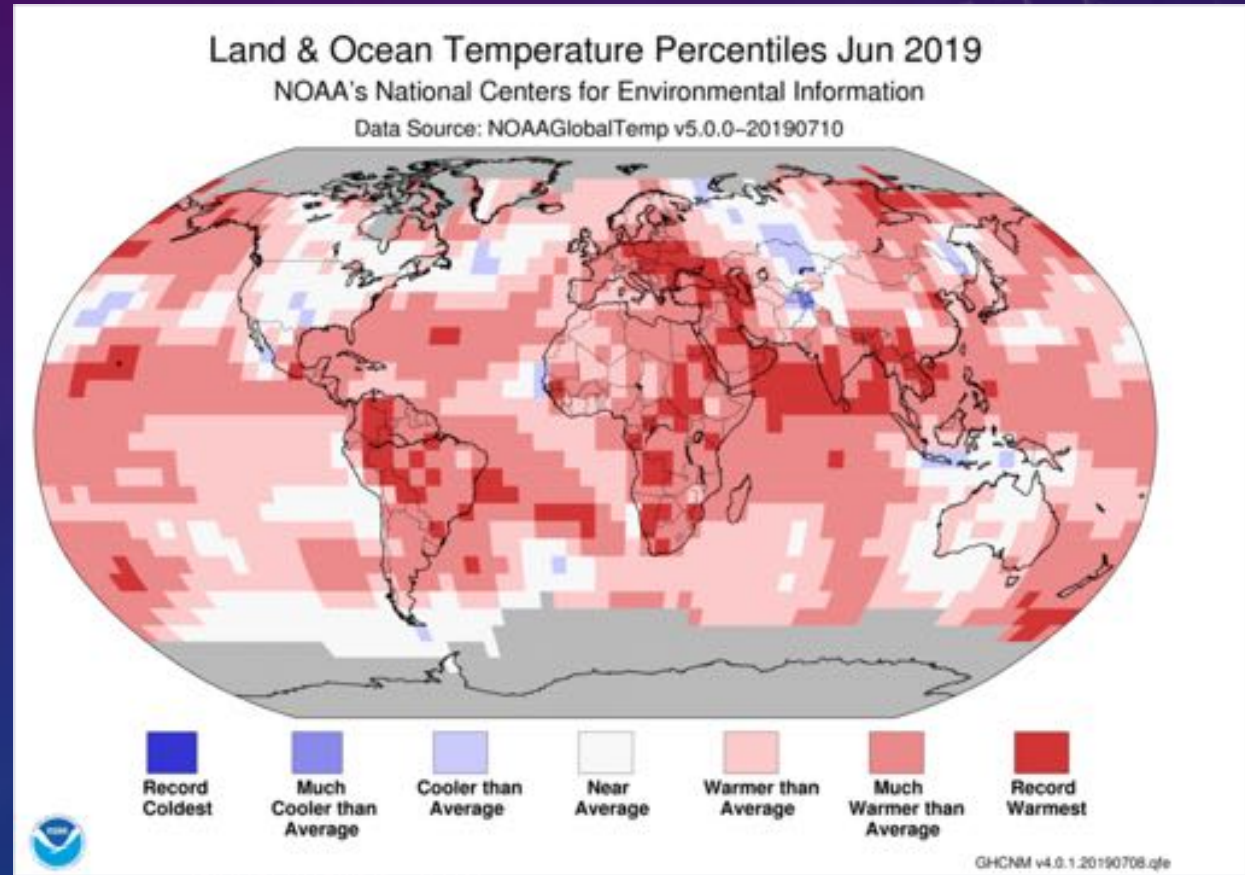 Land & Ocean Temperature Percentiles Jun 2019
NOAA's National Centers for Environmental Information
Data Source: NOAAGlobalTemp v5.0.0–20190710
Record
Coldest
Much
Cooler than
Average
Cooler than
Average
Near
Average
Warmer than
Average
Much
Warmer than
Average
Record
Warmest
GHCNM v4.0.1.20190708.qfe